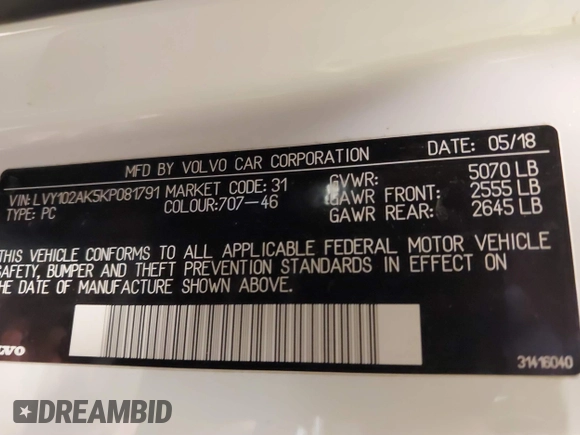 MFD BY VOLVO CAR CORPORATION DATE: 05/18
VIN: LVY102AK5KP081791 MARKET CODE: 31 GVWR: 5070 LB
TYPE: PC COLOUR:707-46 GAWR FRONT: 2555 LB
GAWR REAR: 2645 LB
THIS VEHICLE CONFORMS TO ALL APPLICABLE FEDERAL MOTOR VEHICLE
SAFETY, BUMPER AND THEFT PREVENTION STANDARDS IN EFFECT ON
THE DATE OF MANUFACTURE SHOWN ABOVE.
VOLVO 31416040
DREAMBID